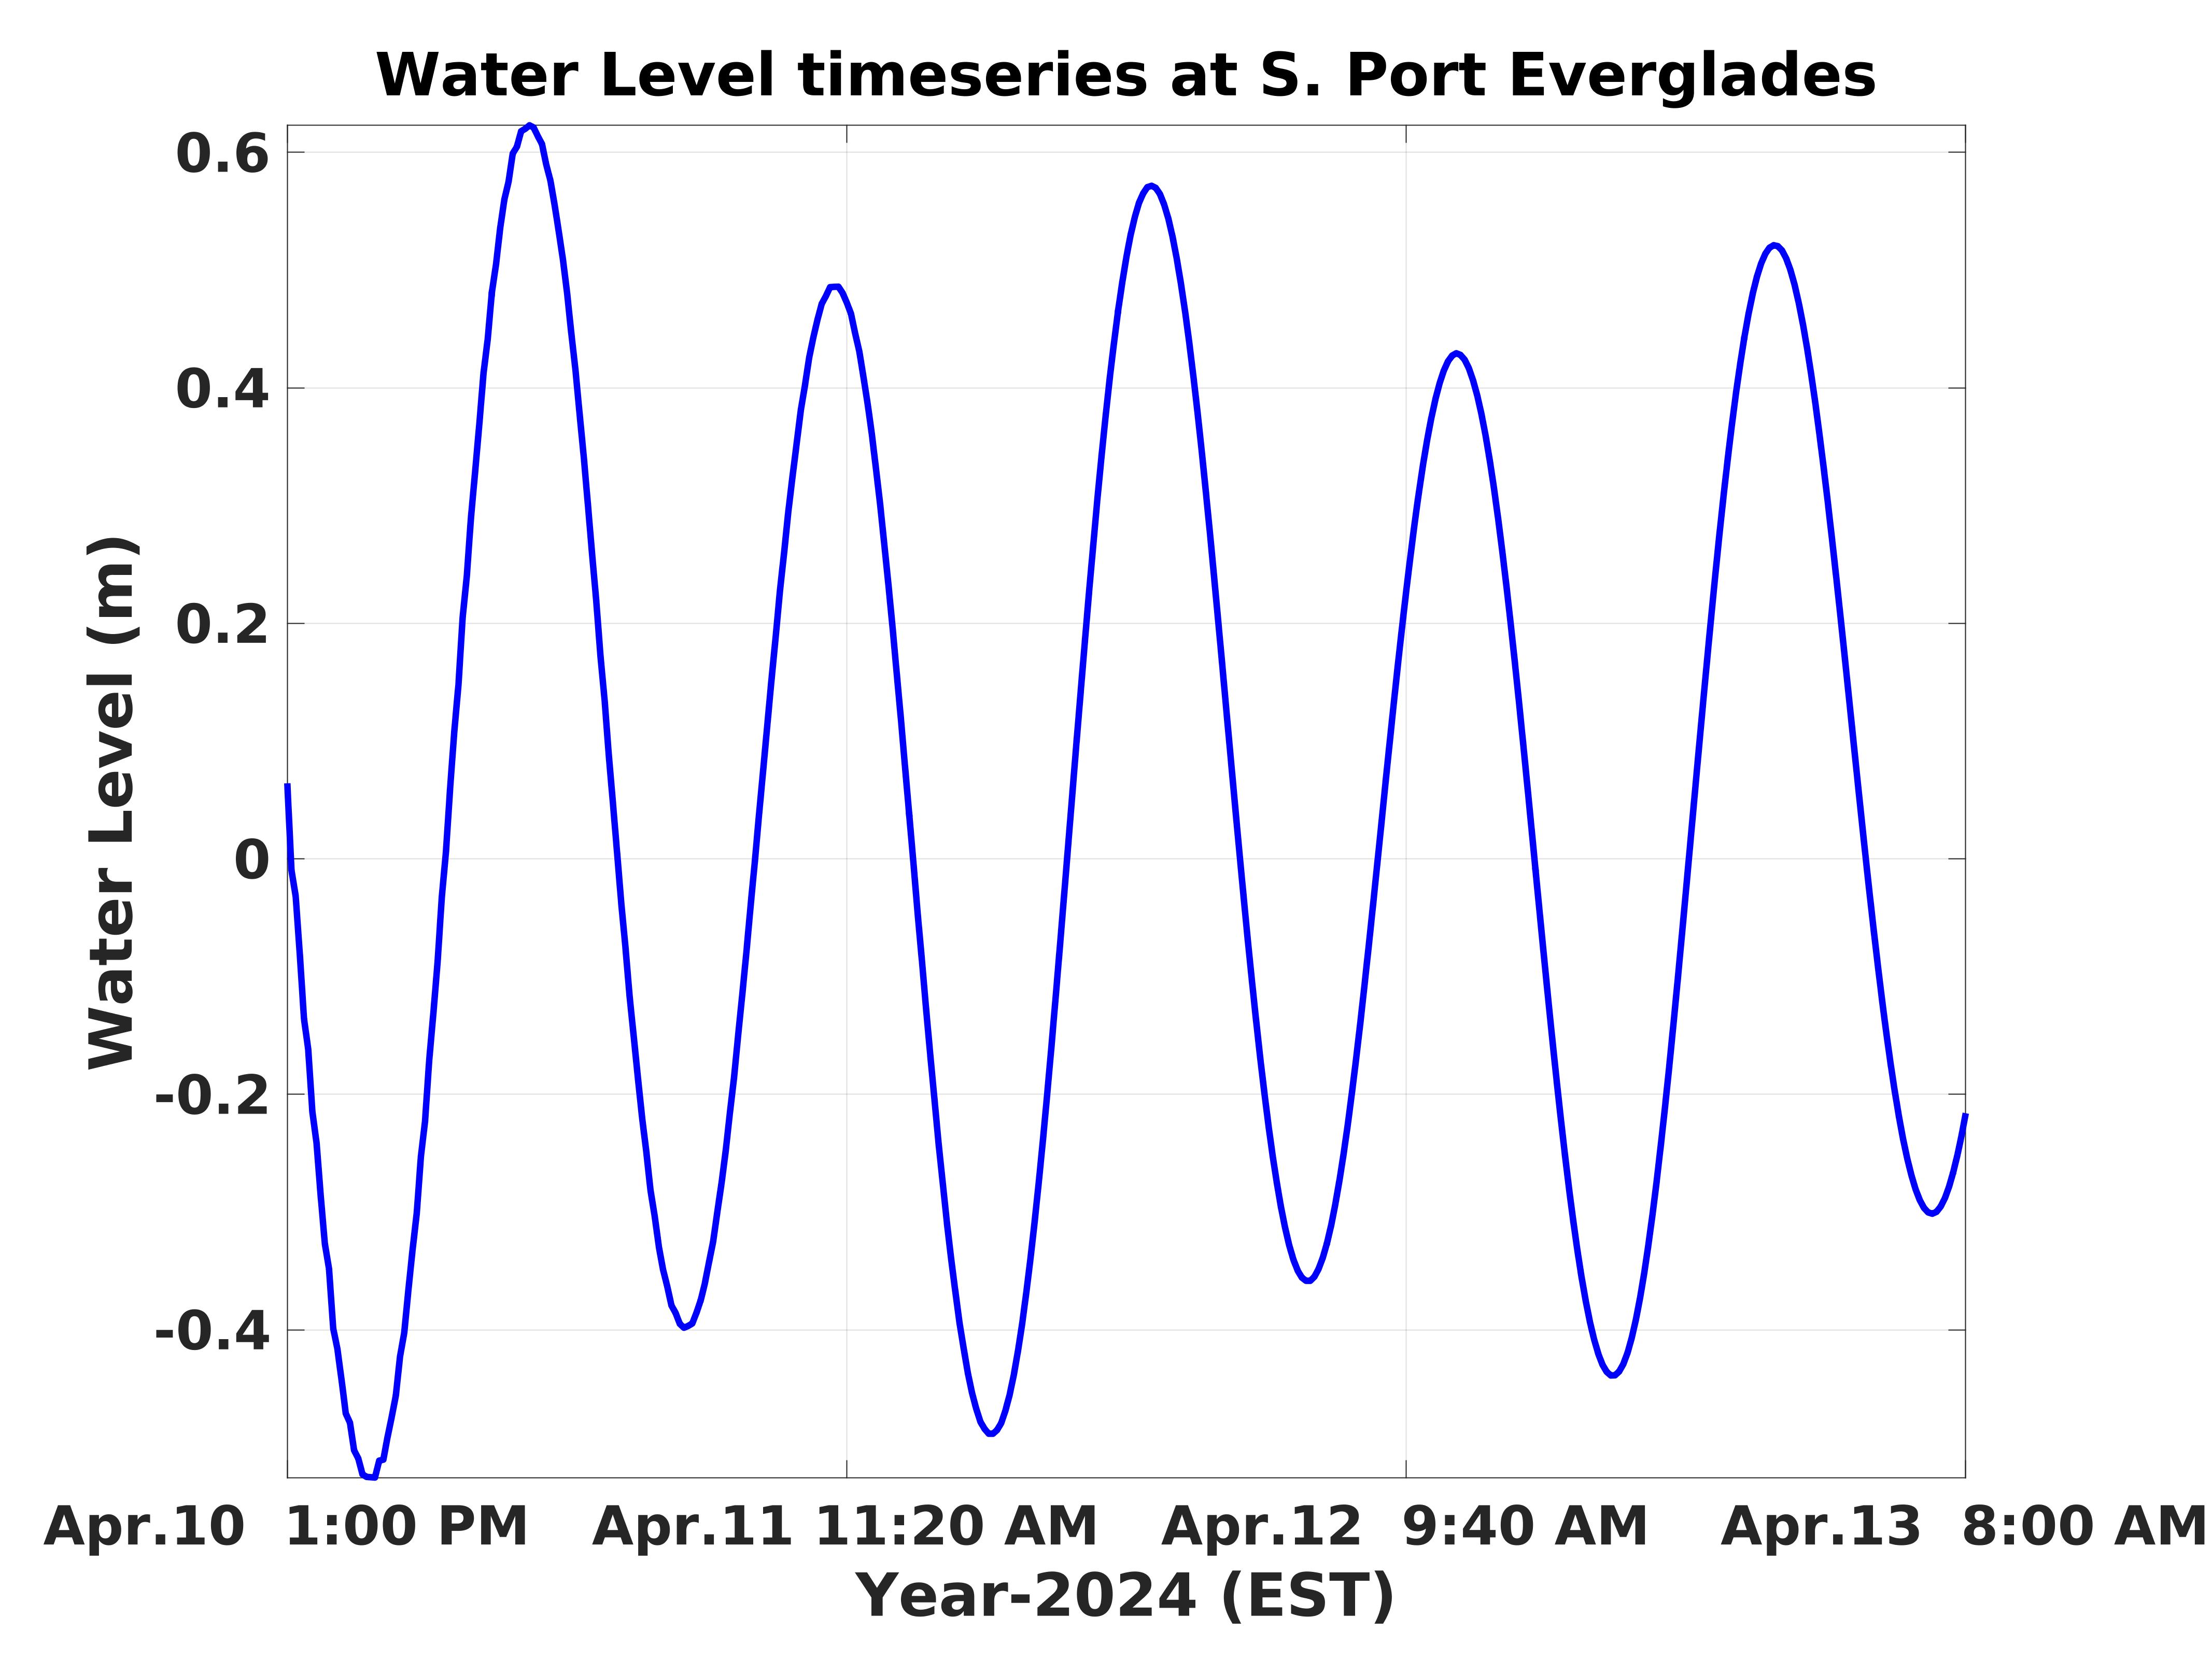 Water Level timeseries at S. Port Everglades
0.6
0.4
0.2
0
-0.2
-0.4
Water Level (m)
Apr.10 1:00 PM Apr.11 11:20 AM Apr.12 9:40 AM Apr.13 8:00 AM
Year-2024 (EST)